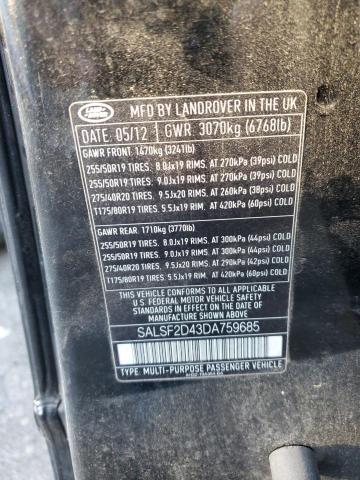 LAND ROVER
MFD BY LANDROVER IN THE UK
DATE: 05/12 GWR: 3070kg (6768lb)
GAWR FRONT: 1470kg (3241lb)
255/50R19 TIRES: 8.0Jx19 RIMS. AT 270kPa (39psi) COLD
255/50R19 TIRES: 9.0Jx19 RIMS. AT 270kPa (39psi) COLD
275/40R20 TIRES: 9.5Jx20 RIMS. AT 260kPa (38psi) COLD
T175/80R19 TIRES: 5.5Jx19 RIM. AT 420kPa (60psi) COLD
GAWR REAR: 1710kg (3770lb)
255/50R19 TIRES: 8.0Jx19 RIMS. AT 300kPa (44psi) COLD
255/50R19 TIRES: 9.0Jx19 RIMS. AT 300kPa (44psi) COLD
275/40R20 TIRES: 9.5Jx20 RIMS. AT 290kPa (42psi) COLD
T175/80R19 TIRES: 5.5Jx19 RIM. AT 420kPa (60psi) COLD
THIS VEHICLE CONFORMS TO ALL APPLICABLE
U.S. FEDERAL MOTOR VEHICLE SAFETY AND BUMPER
STANDARDS IN EFFECT ON THE DATE OF
MANUFACTURE SHOWN ABOVE
SALSF2D43DA759685
TYPE: MULTI-PURPOSE PASSENGER VEHICLE